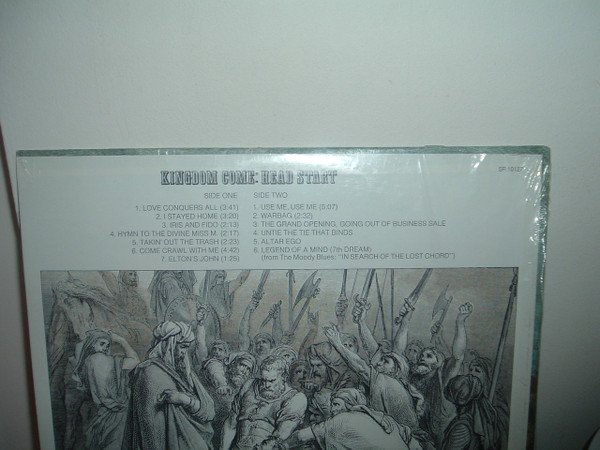 KINGDOM COME: HEAD START
SIDE ONE
1. LOVE CONQUERS ALL (3:41)
2. I STAYED HOME (3:20)
3. IRIS AND FIDO (2:13)
4. HYMN TO THE DIVINE MISS M. (2:17)
5. TAKIN' OUT THE TRASH (2:23)
6. COME CRAWL WITH ME (4:42)
7. ELTON'S JOHN (1:25)
SIDE TWO
1. USE ME, USE ME (5:07)
2. WARBAG (2:32)
3. THE GRAND OPENING, GOING OUT OF BUSINESS SALE
4. UNTIE THE TIE THAT BINDS
5. ALTAR EGO
6. LEGEND OF A MIND (7th DREAM)
(from The Moody Blues: "IN SEARCH OF THE LOST CHORD")